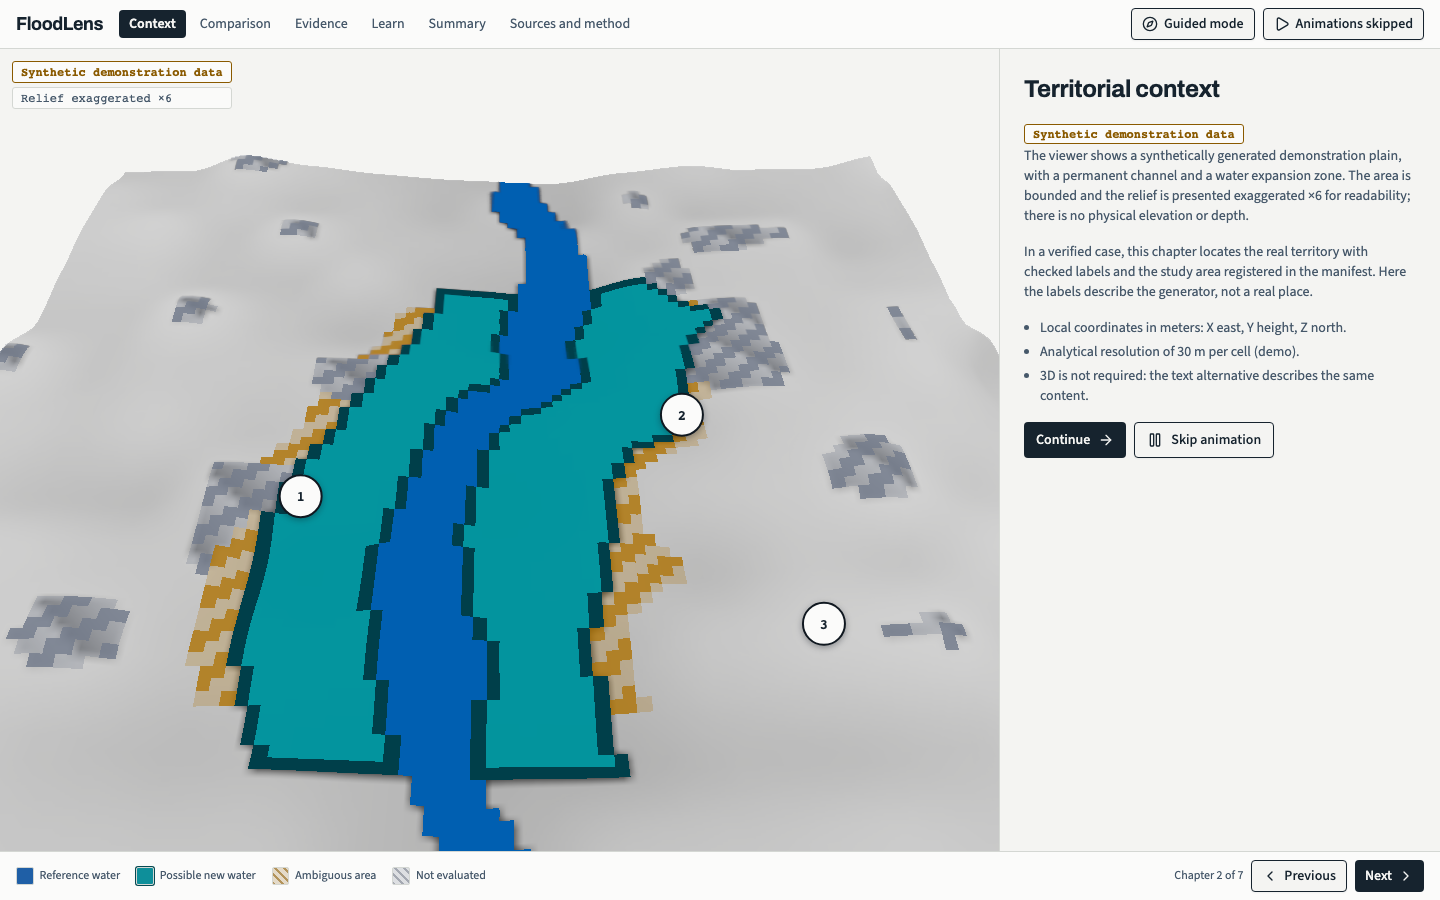 FloodLens Context Comparison Evidence Learn Summary Sources and method Guided mode Animations skipped
Synthetic demonstration data
Relief exaggerated ×6
1
2
3
Territorial context
Synthetic demonstration data
The viewer shows a synthetically generated demonstration plain,
with a permanent channel and a water expansion zone. The area is
bounded and the relief is presented exaggerated ×6 for readability;
there is no physical elevation or depth.
In a verified case, this chapter locates the real territory with
checked labels and the study area registered in the manifest. Here
the labels describe the generator, not a real place.
• Local coordinates in meters: X east, Y height, Z north.
• Analytical resolution of 30 m per cell (demo).
• 3D is not required: the text alternative describes the same
content.
Continue Skip animation
Reference water Possible new water Ambiguous area Not evaluated Chapter 2 of 7 Previous Next